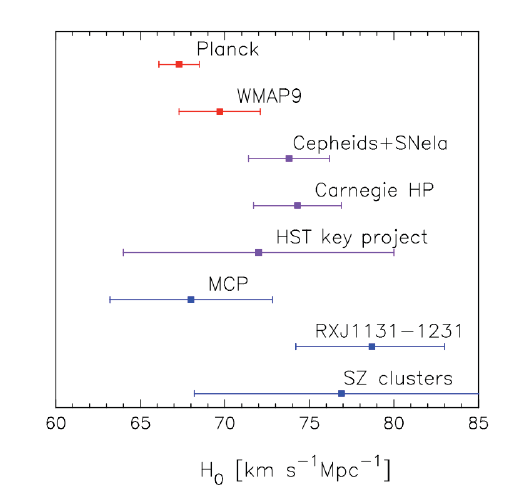 Planck
WMAP9
Cepheids+SNeIa
Carnegie HP
HST key project
MCP
RXJ1131−1231
SZ clusters
60 65 70 75 80 85
H₀ [km s⁻¹Mpc⁻¹]